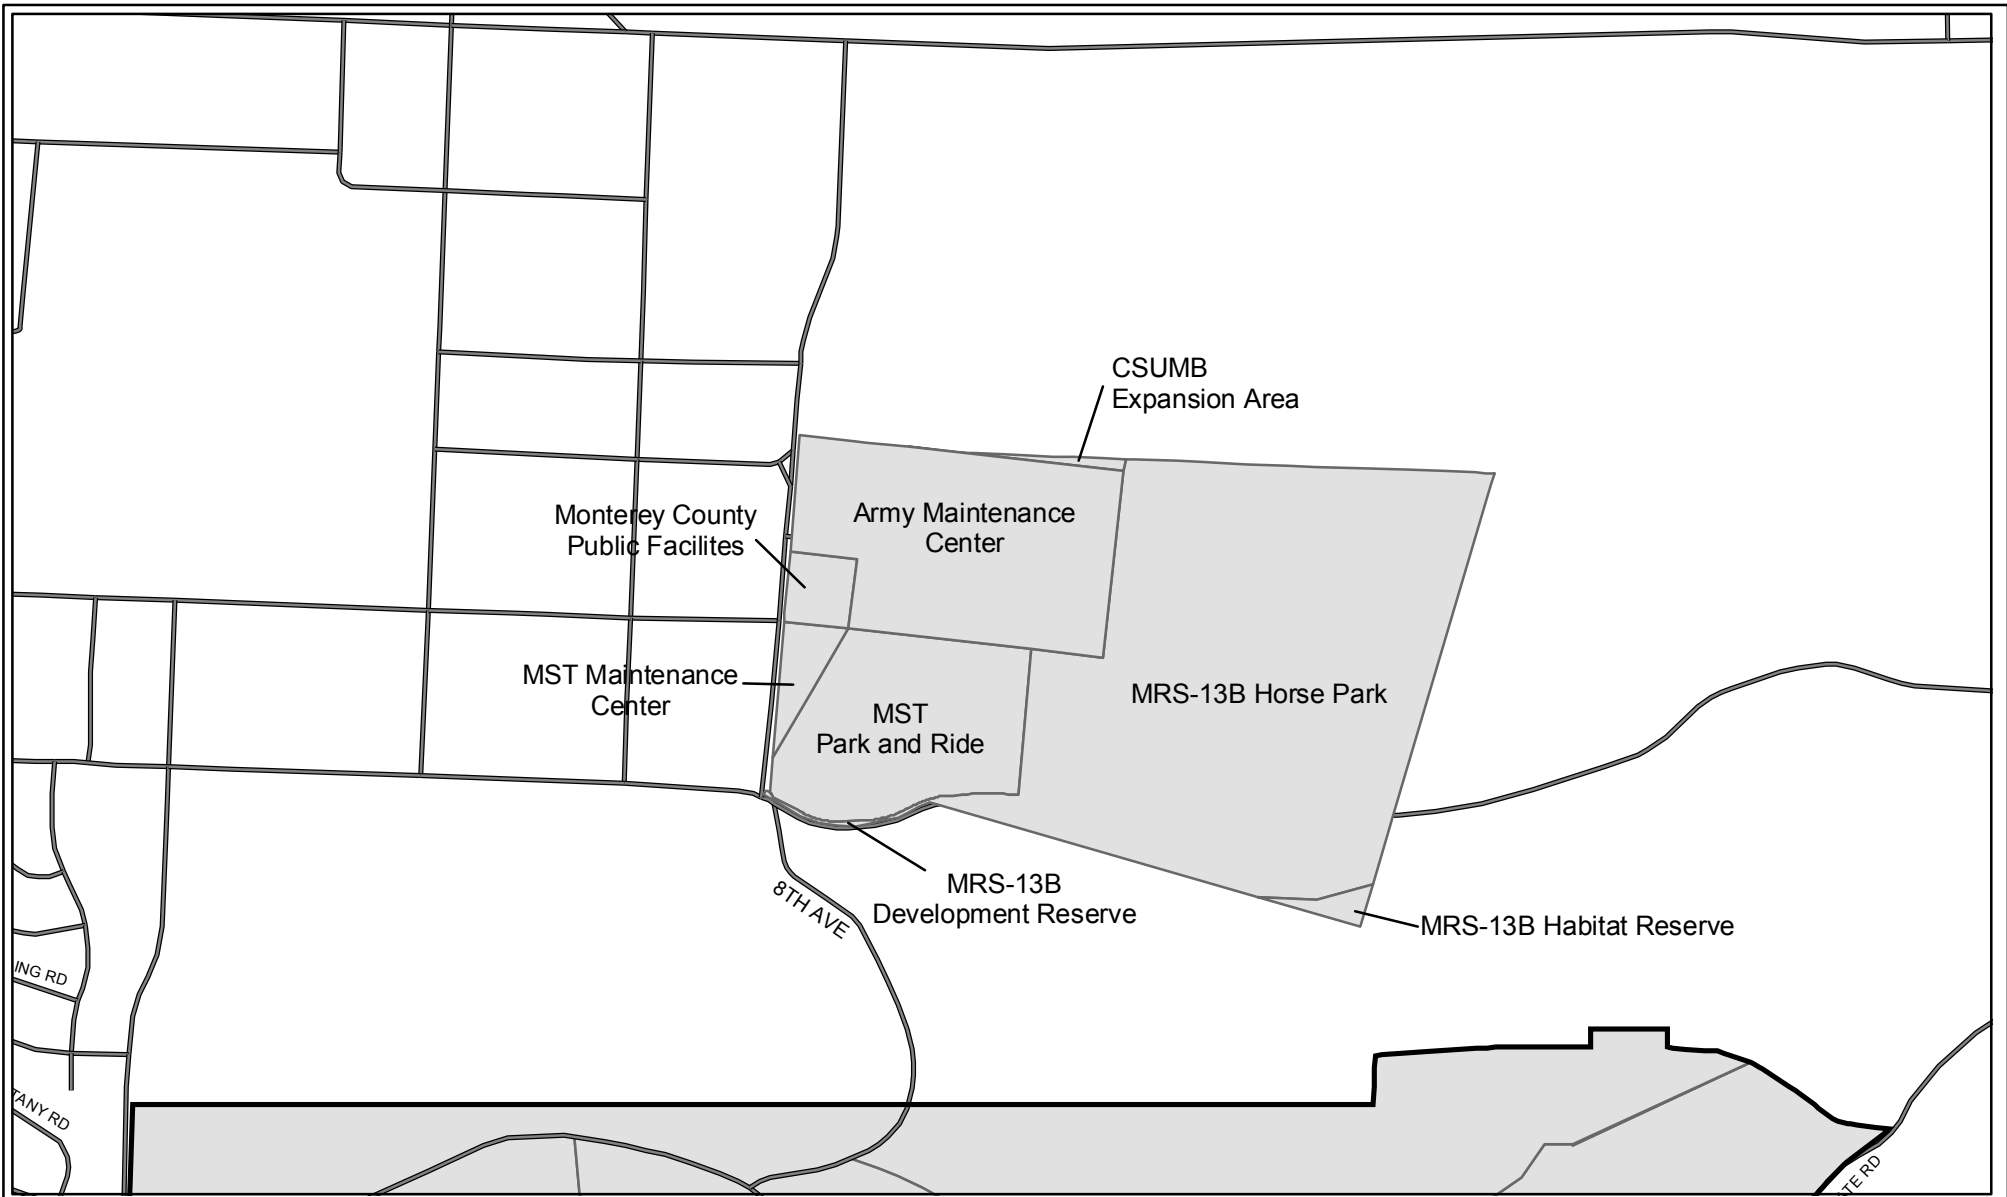 CSUMB
Expansion Area
Army Maintenance
Center
Monterey County
Public Facilites
MST Maintenance
Center
MST
Park and Ride
MRS-13B Horse Park
MRS-13B
Development Reserve
MRS-13B Habitat Reserve
8TH AVE
ING RD
TANY RD
ATE RD